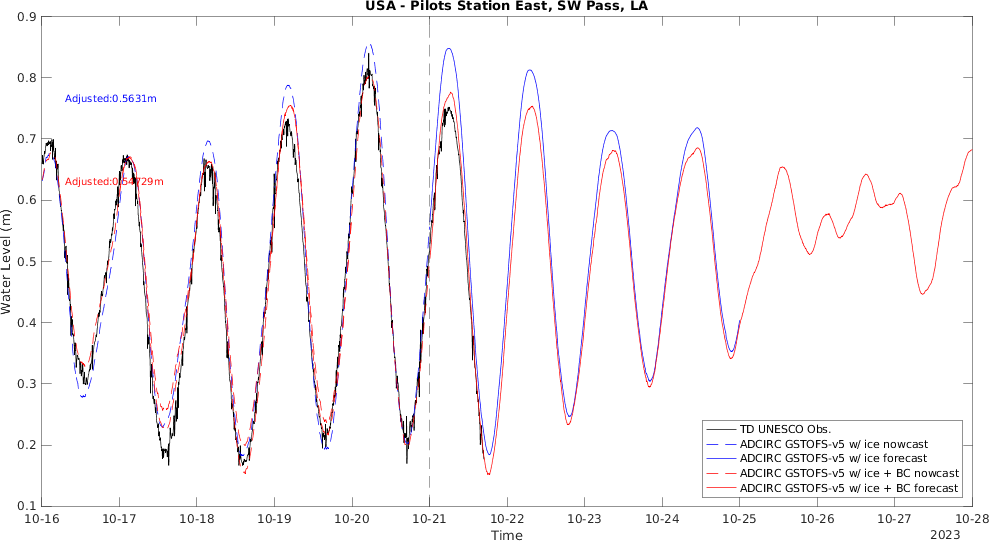 USA - Pilots Station East, SW Pass, LA
0.9
0.8
0.7
0.6
0.5
0.4
0.3
0.2
0.1
Water Level (m)
Adjusted:0.5631m
Adjusted:0.54729m
TD UNESCO Obs.
ADCIRC GSTOFS-v5 w/ ice nowcast
ADCIRC GSTOFS-v5 w/ ice forecast
ADCIRC GSTOFS-v5 w/ ice + BC nowcast
ADCIRC GSTOFS-v5 w/ ice + BC forecast
10-16 10-17 10-18 10-19 10-20 10-21 10-22 10-23 10-24 10-25 10-26 10-27 10-28
Time
2023